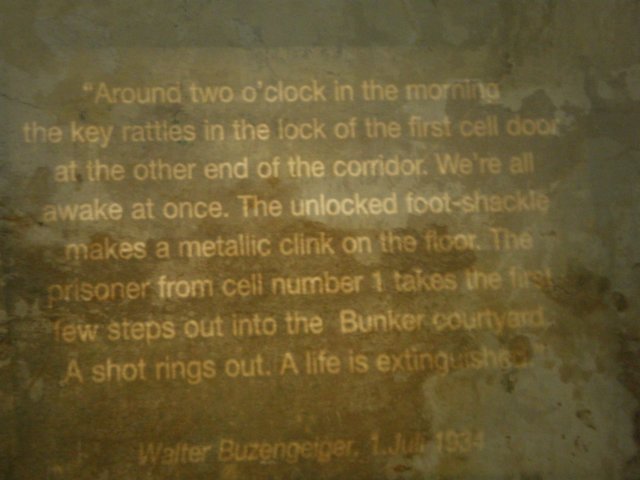 "Around two o'clock in the morning
the key rattles in the lock of the first cell door
at the other end of the corridor. We're all
awake at once. The unlocked foot-shackle
makes a metallic clink on the floor. The
prisoner from cell number 1 takes the first
few steps out into the Bunker courtyard.
A shot rings out. A life is extinguished.
Walter Buzengeiger, 1.Juli 1934